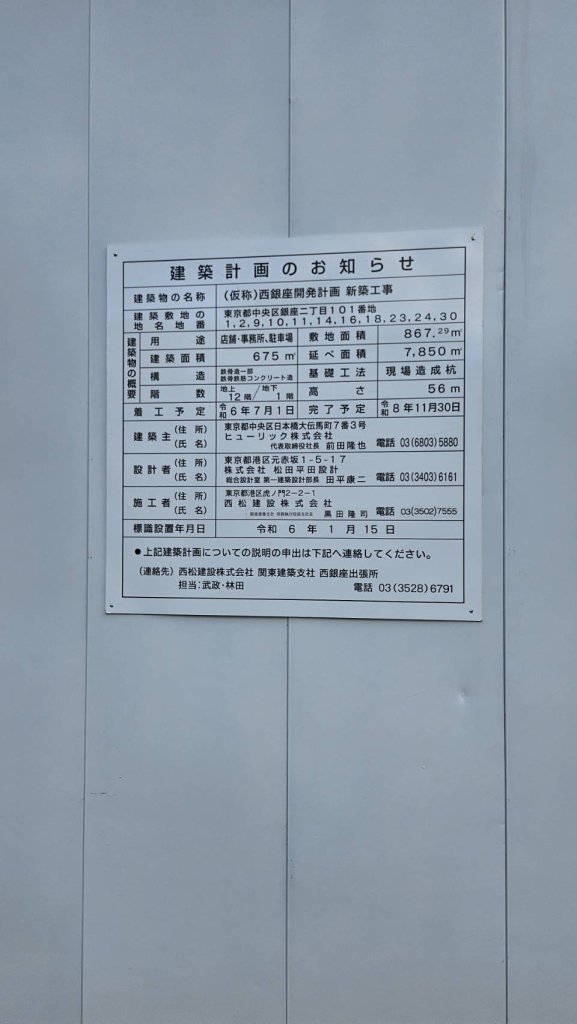 建築計画のお知らせ
建築物の名称 (仮称)西銀座開発計画 新築工事
建築敷地の地名地番 東京都中央区銀座二丁目101番地
1,2,9,10,11,14,16,18,23,24,30
建築物の概要
用途 店舗・事務所、駐車場 敷地面積 867.29㎡
建築面積 675㎡ 延べ面積 7,850㎡
構造 鉄骨造一部
鉄骨鉄筋コンクリート造 基礎工法 現場造成杭
階数 地上12階/地下1階 高さ 56m
着工予定 令和6年7月1日 完了予定 令和8年11月30日
建築主 (住所) 東京都中央区日本橋大伝馬町7番3号
(氏名) ヒューリック株式会社
代表取締役社長 前田隆也 電話 03(6803)5880
設計者 (住所) 東京都港区元赤坂1-5-17
(氏名) 株式会社 松田平田設計
総合設計室 第一建築設計部長 田平康二 電話 03(3403)6161
施工者 (住所) 東京都港区虎ノ門2-2-1
(氏名) 西松建設株式会社
関東建築支社 常務執行役員支社長 黒田隆司 電話 03(3502)7555
標識設置年月日 令和 6年 1月 15日
●上記建築計画についての説明の申出は下記へ連絡してください。
(連絡先) 西松建設株式会社 関東建築支社 西銀座出張所
担当:武政・林田 電話 03(3528)6791